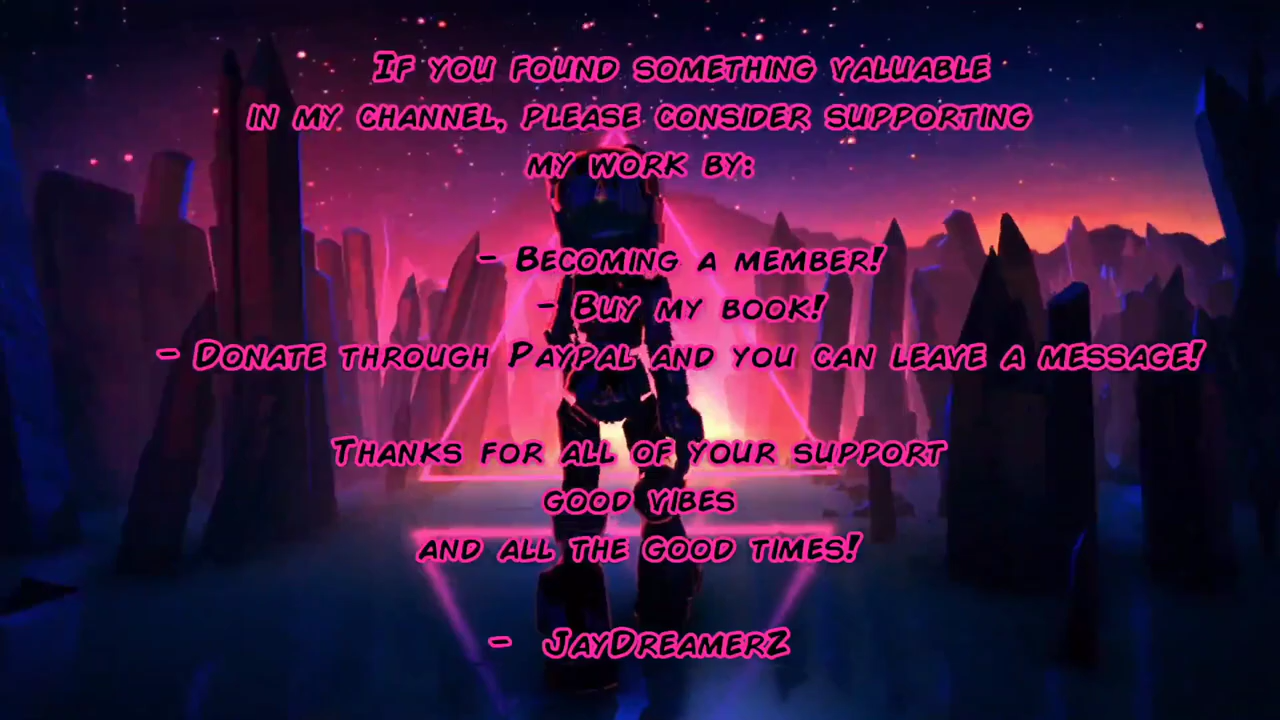 If you found something valuable
in my channel, please consider supporting
my work by:
- Becoming a member!
- Buy my book!
- Donate through Paypal and you can leave a message!
Thanks for all of your support
good vibes
and all the good times!
- JayDreamerZ